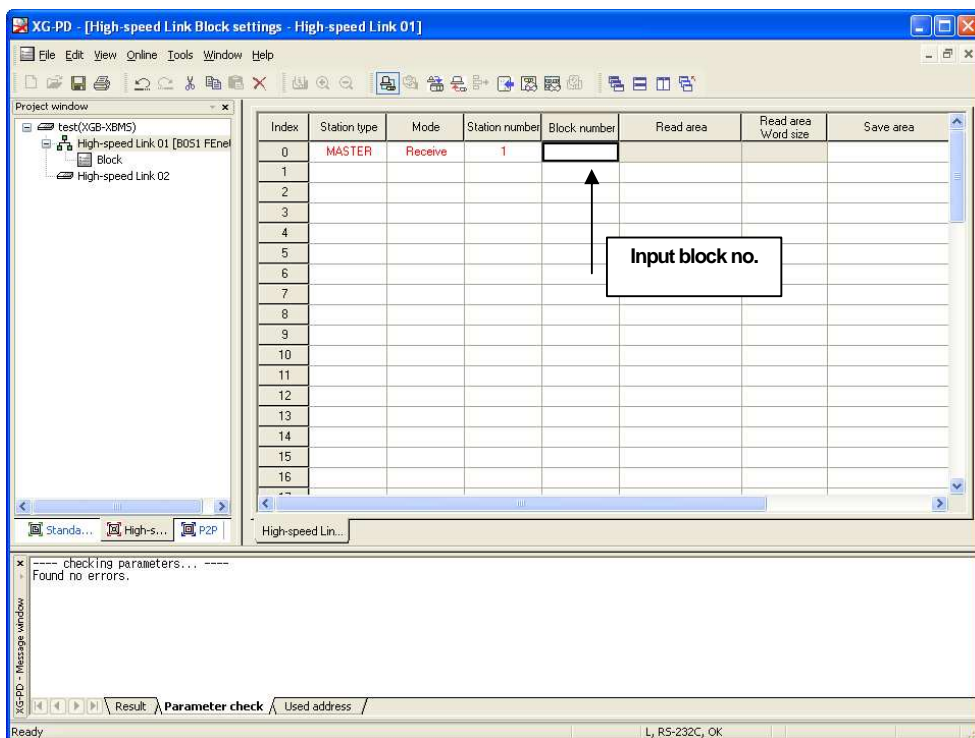 XG-PD - [High-speed Link Block settings - High-speed Link 01]
File Edit View Online Tools Window Help
Project window
test(XGB-XBMS)
High-speed Link 01 [B0S1 FEnet
Block
High-speed Link 02
Standa... High-s... P2P
Index Station type Mode Station number Block number Read area Read area Word size Save area
0 MASTER Receive 1
1
2
3
4
5
6
7
8
9
10
11
12
13
14
15
16
17
Input block no.
High-speed Lin...
---- checking parameters... ----
Found no errors.
XG-PD - Message window
Result Parameter check Used address
Ready L, RS-232C, OK